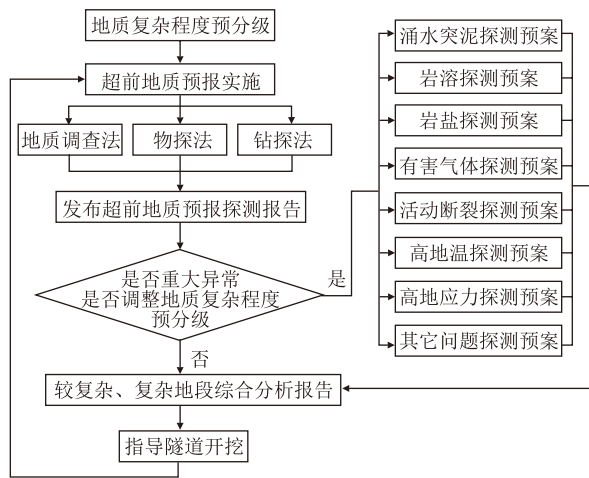 地质复杂程度预分级
超前地质预报实施
地质调查法
物探法
钻探法
发布超前地质预报探测报告
是否重大异常
是否调整地质复杂程度
预分级
是
否
较复杂、复杂地段综合分析报告
指导隧道开挖
涌水突泥探测预案
岩溶探测预案
岩盐探测预案
有害气体探测预案
活动断裂探测预案
高地温探测预案
高地应力探测预案
其它问题探测预案